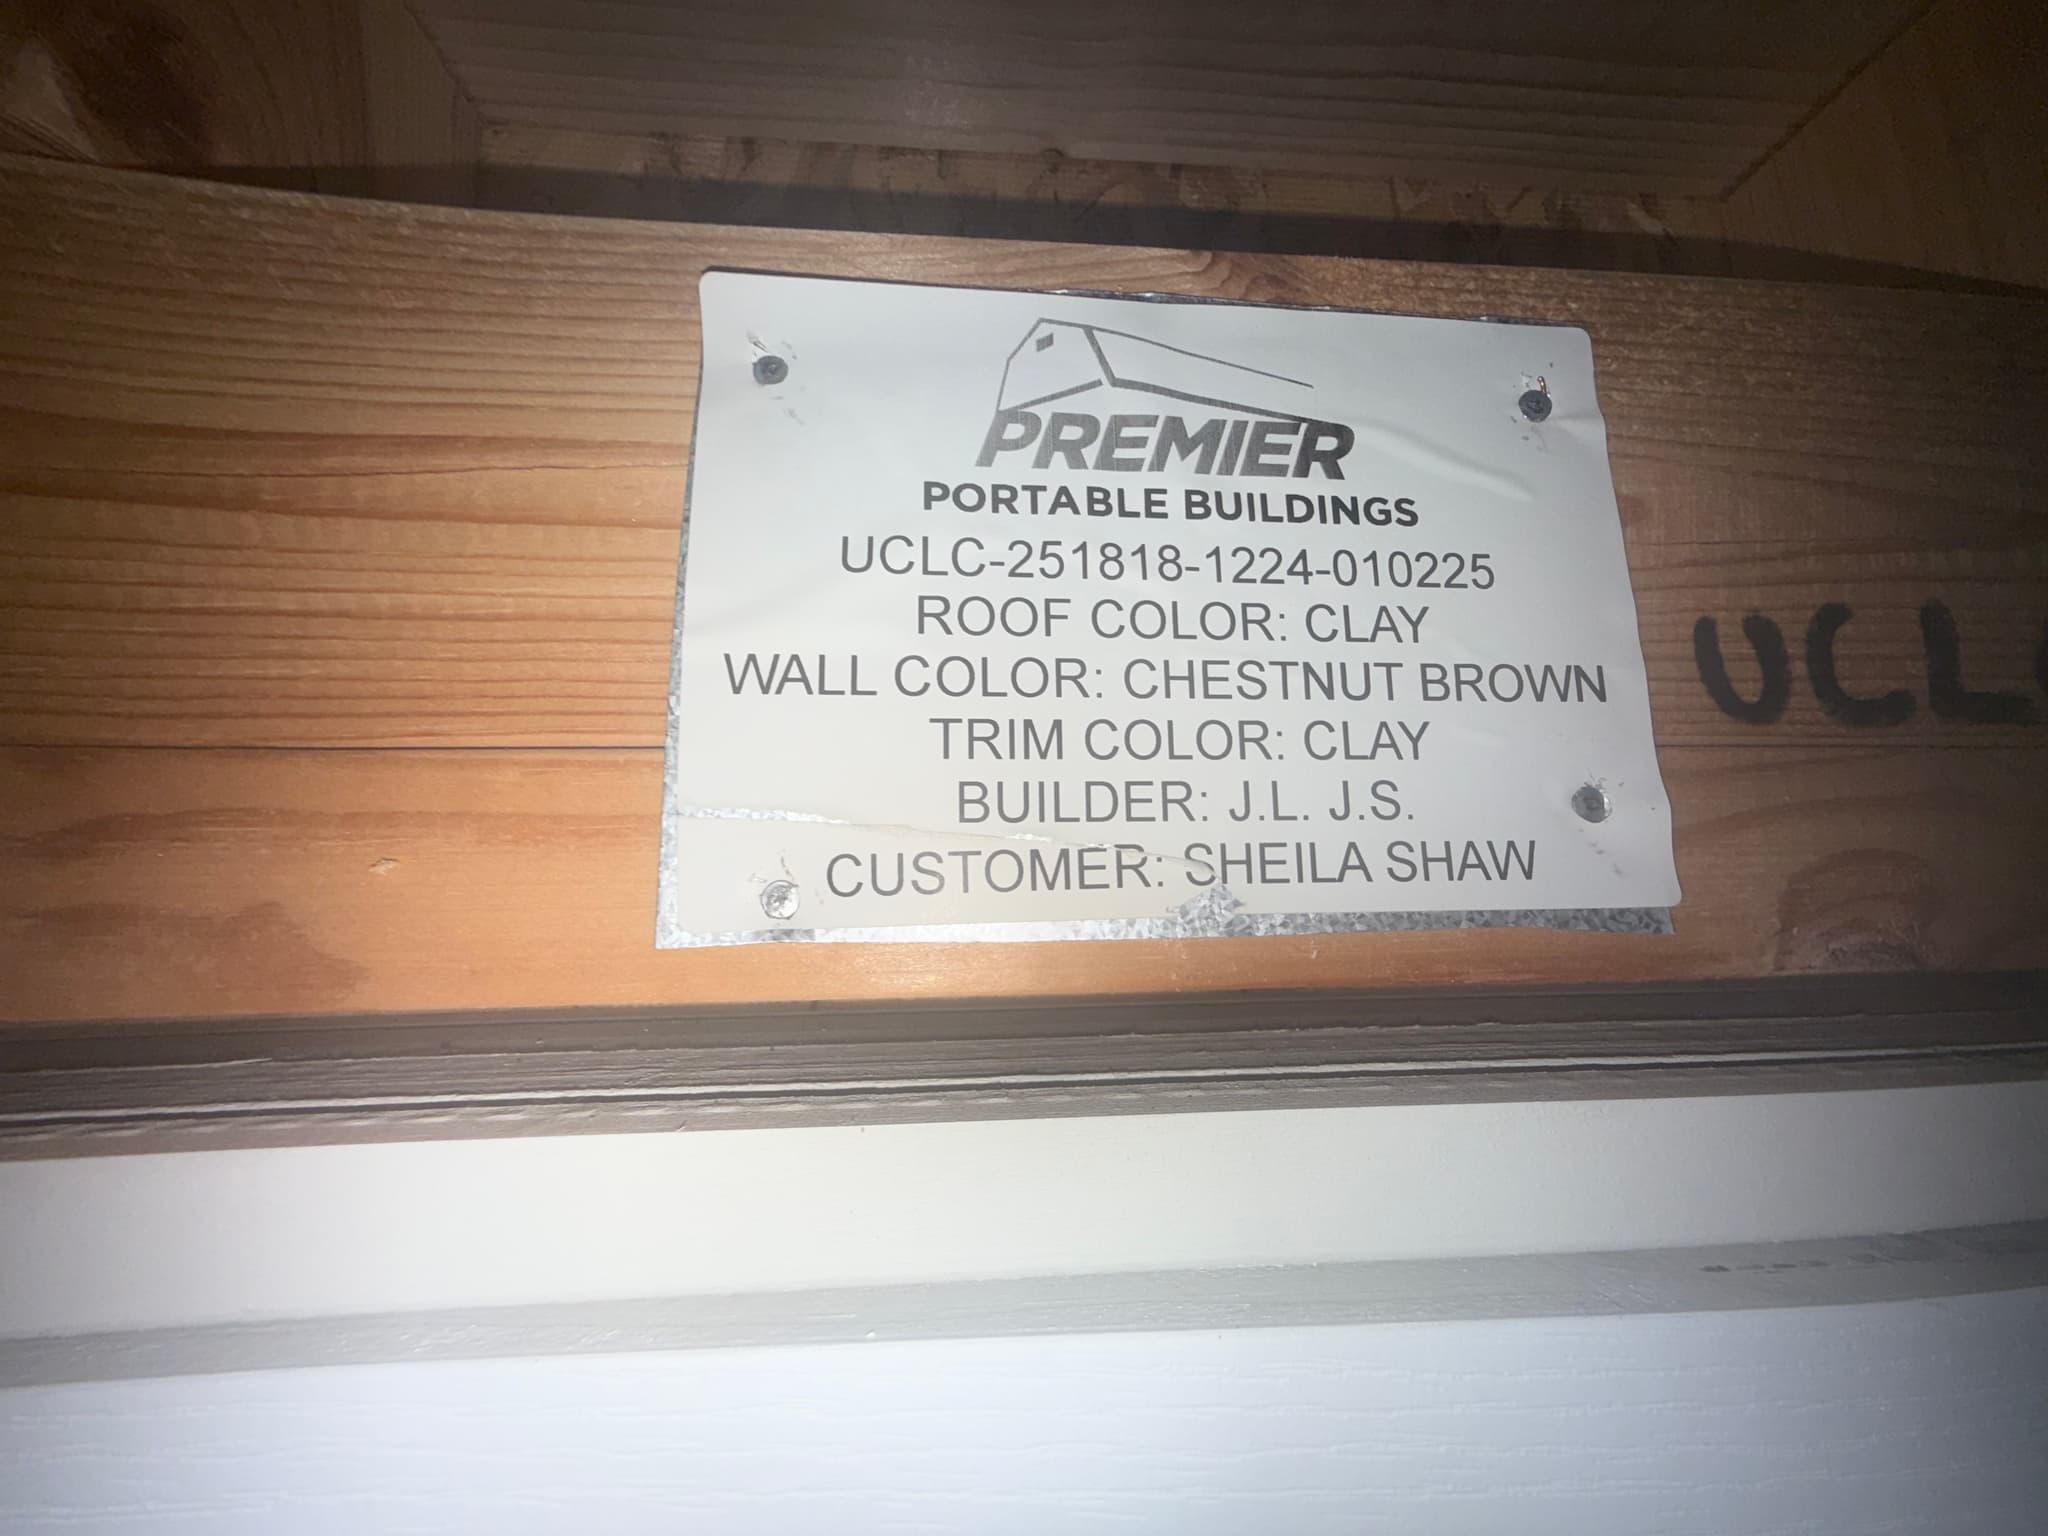 PREMIER
PORTABLE BUILDINGS
UCLC-251818-1224-010225
ROOF COLOR: CLAY
WALL COLOR: CHESTNUT BROWN
TRIM COLOR: CLAY
BUILDER: J.L. J.S.
CUSTOMER: SHEILA SHAW
UCL